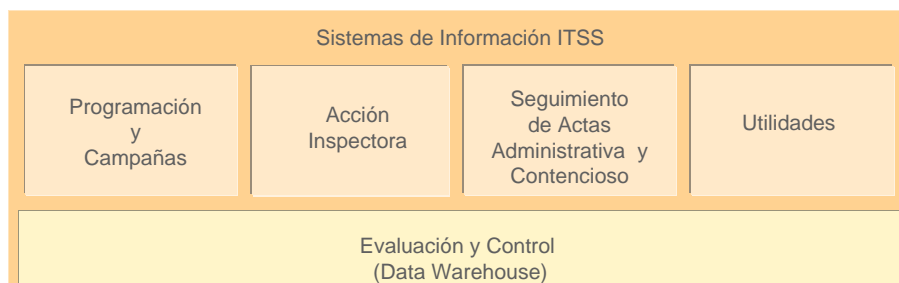 Sistemas de Información ITSS
Programación
y
Campañas
Acción
Inspectora
Seguimiento
de Actas
Administrativa y
Contencioso
Utilidades
Evaluación y Control
(Data Warehouse)